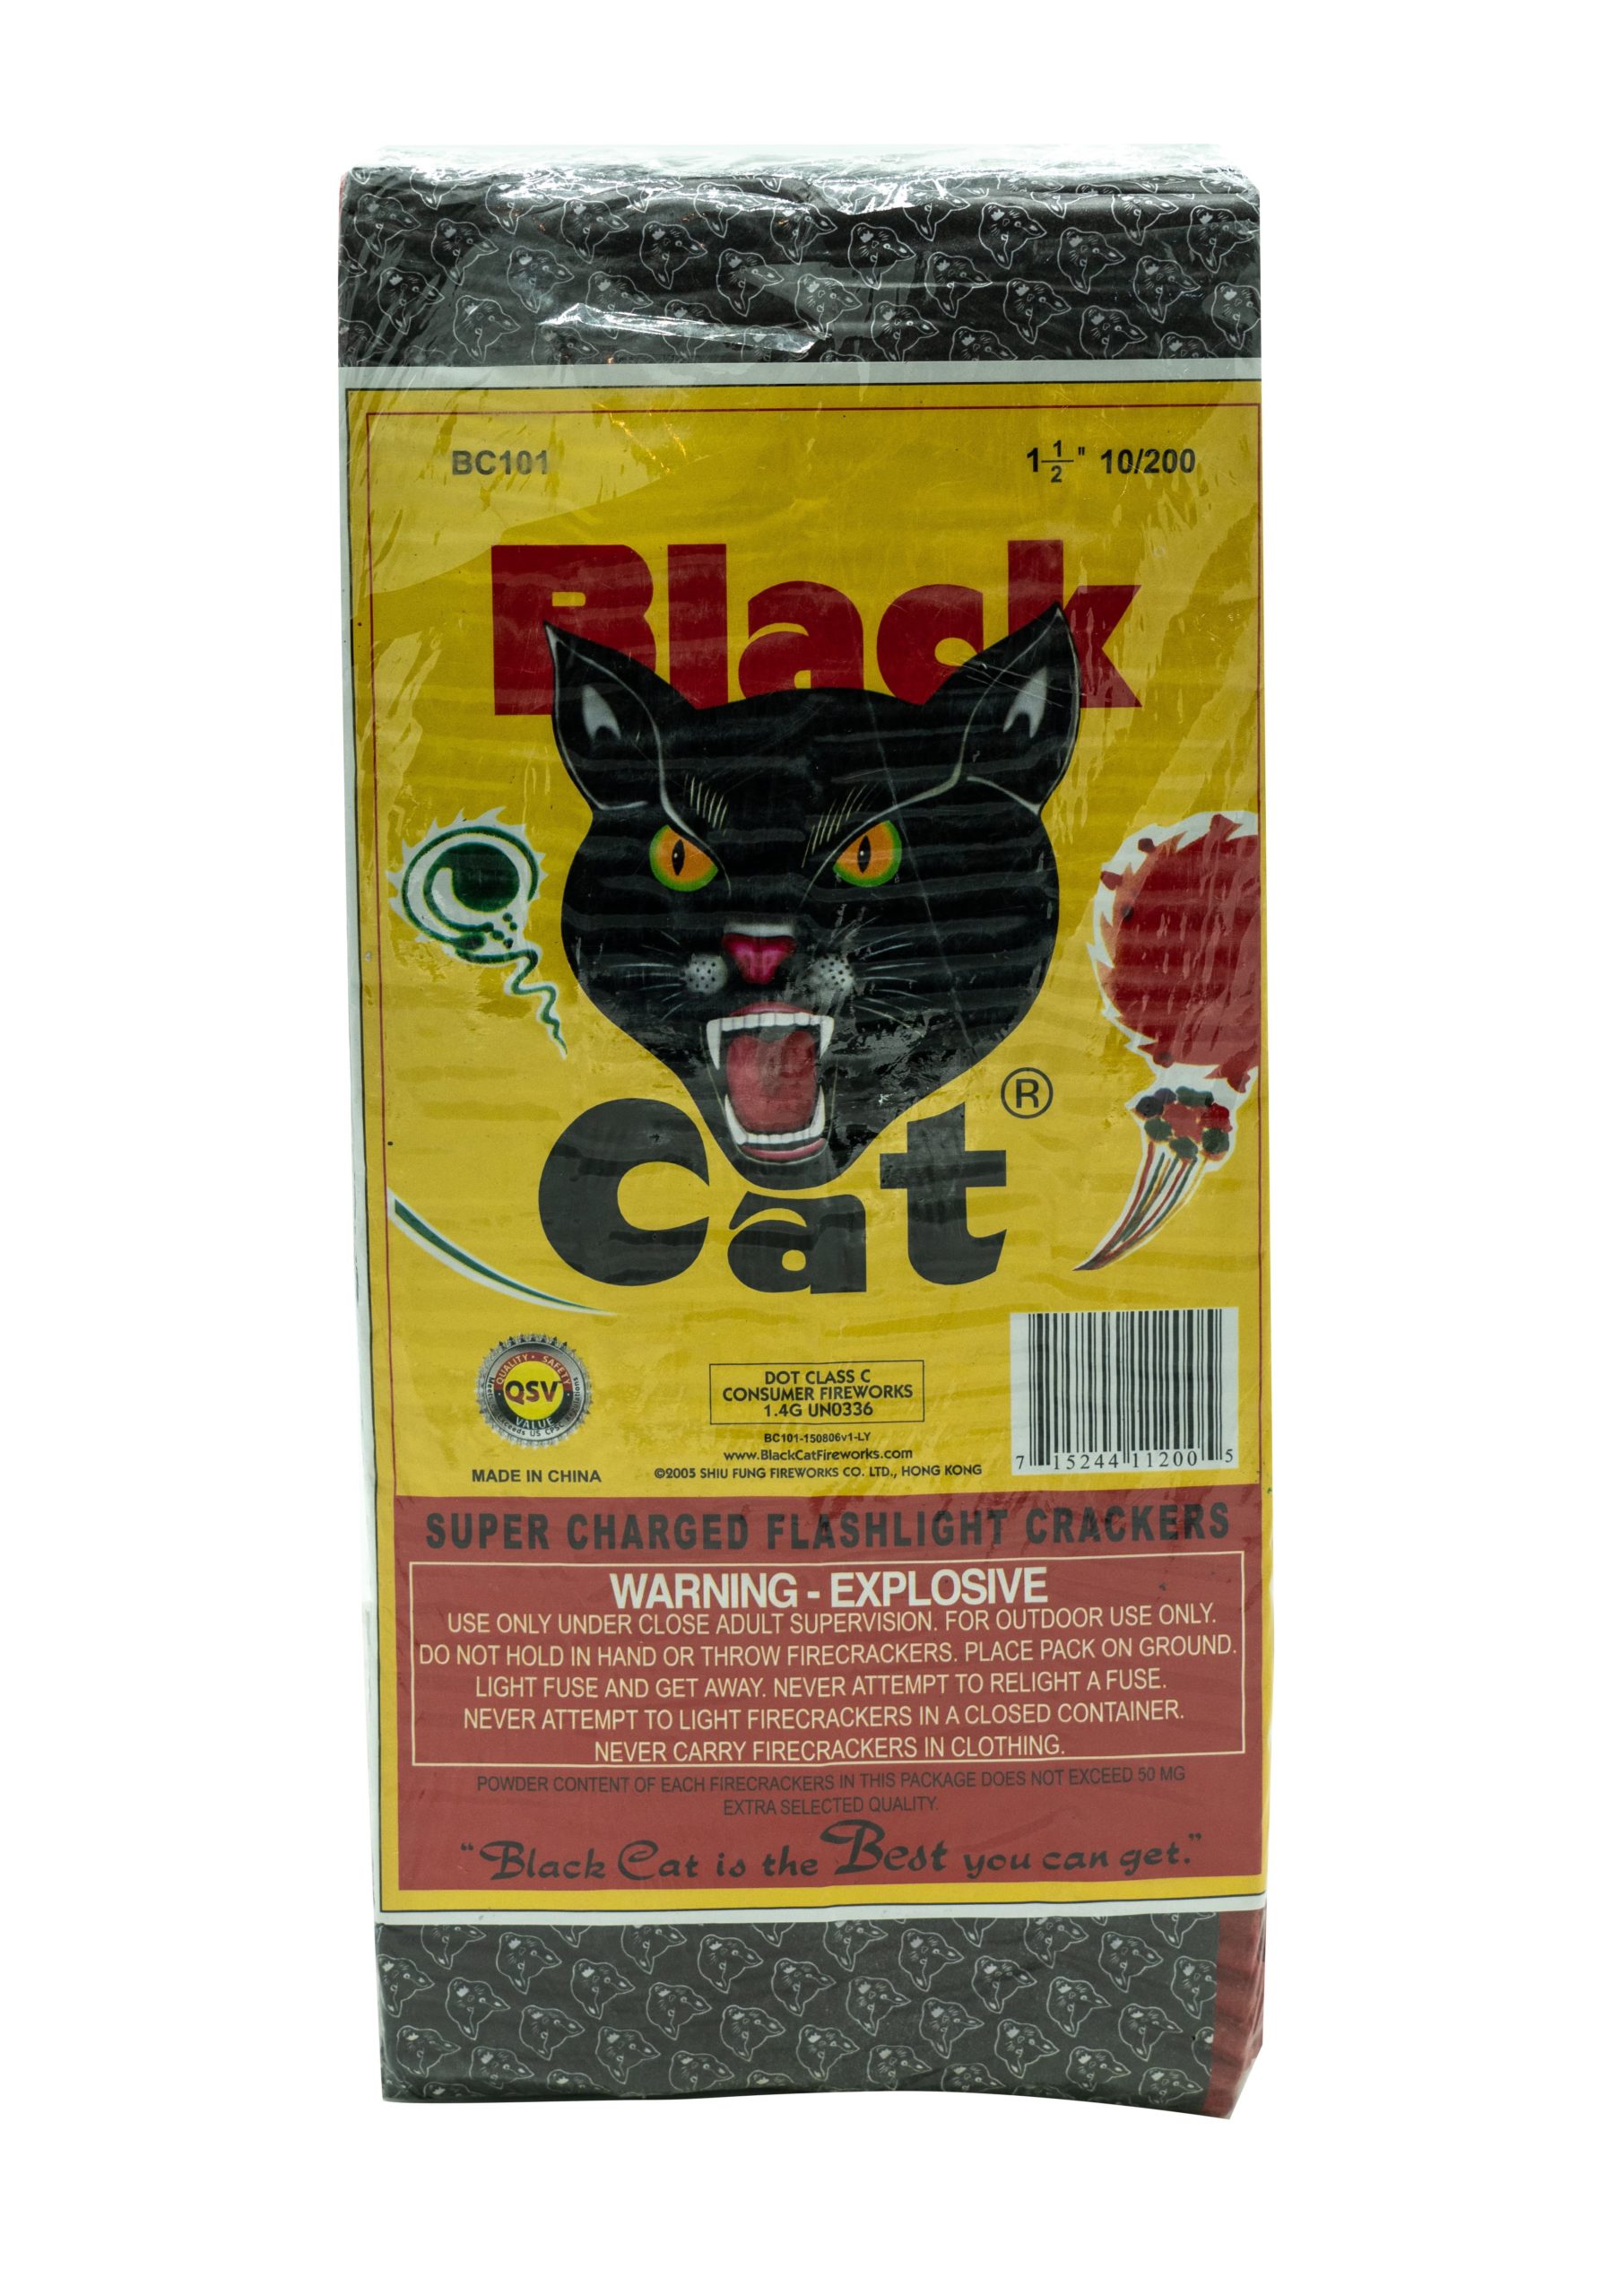 BC101
1 1/2" 10/200
Black
Cat ®
QUALITY • SAFETY
QSV
VALUE
MADE IN CHINA
DOT CLASS C
CONSUMER FIREWORKS
1.4G UN0336
BC101-150806v1-LY
www.BlackCatFireworks.com
©2005 SHIU FUNG FIREWORKS CO. LTD., HONG KONG
7 15244 11200 5
SUPER CHARGED FLASHLIGHT CRACKERS
WARNING - EXPLOSIVE
USE ONLY UNDER CLOSE ADULT SUPERVISION. FOR OUTDOOR USE ONLY.
DO NOT HOLD IN HAND OR THROW FIRECRACKERS. PLACE PACK ON GROUND.
LIGHT FUSE AND GET AWAY. NEVER ATTEMPT TO RELIGHT A FUSE.
NEVER ATTEMPT TO LIGHT FIRECRACKERS IN A CLOSED CONTAINER.
NEVER CARRY FIRECRACKERS IN CLOTHING.
POWDER CONTENT OF EACH FIRECRACKERS IN THIS PACKAGE DOES NOT EXCEED 50 MG
EXTRA SELECTED QUALITY.
"Black Cat is the Best you can get."